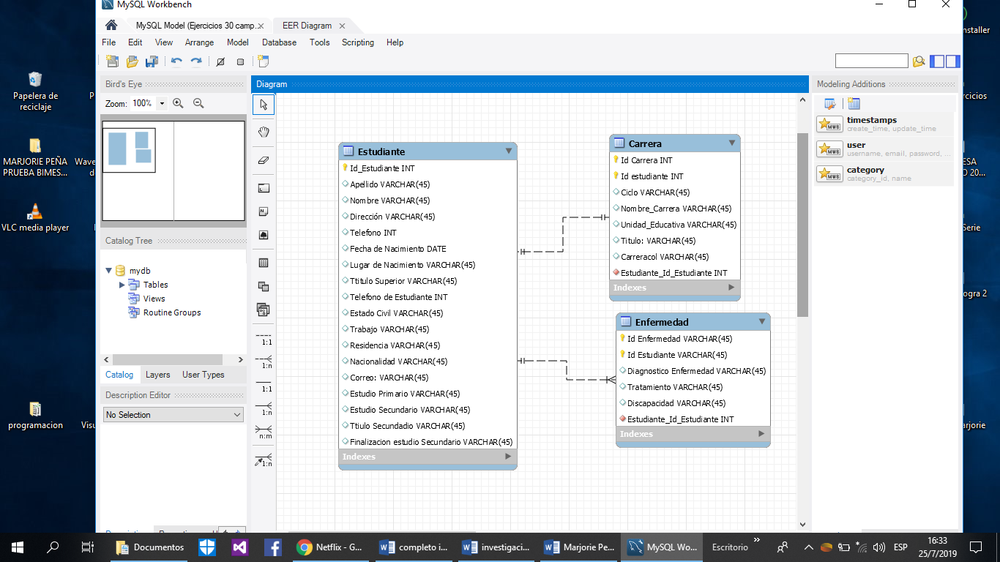 MySQL Workbench
MySQL Model (Ejercicios 30 camp...
EER Diagram
File Edit View Arrange Model Database Tools Scripting Help
Bird's Eye
Zoom: 100%
Catalog Tree
mydb
Tables
Views
Routine Groups
Catalog Layers User Types
Description Editor
No Selection
Diagram
1:1
1:n
1:1
1:n
n:m
1:n
Estudiante
Id_Estudiante INT
Apellido VARCHAR(45)
Nombre VARCHAR(45)
Dirección VARCHAR(45)
Telefono INT
Fecha de Nacimiento DATE
Lugar de Nacimiento VARCHAR(45)
Ttitulo Superior VARCHAR(45)
Telefono de Estudiante INT
Estado Civil VARCHAR(45)
Trabajo VARCHAR(45)
Residencia VARCHAR(45)
Nacionalidad VARCHAR(45)
Correo: VARCHAR(45)
Estudio Primario VARCHAR(45)
Estudio Secundario VARCHAR(45)
Ttiulo Secundadio VARCHAR(45)
Finalizacion estudio Secundario VARCHAR(45)
Indexes
Carrera
Id Carrera INT
Id estudiante INT
Ciclo VARCHAR(45)
Nombre_Carrera VARCHAR(45)
Unidad_Educativa VARCHAR(45)
Titulo: VARCHAR(45)
Carreracol VARCHAR(45)
Estudiante_Id_Estudiante INT
Indexes
Enfermedad
Id Enfermedad VARCHAR(45)
Id Estudiante VARCHAR(45)
Diagnostico Enfermedad VARCHAR(45)
Tratamiento VARCHAR(45)
Discapacidad VARCHAR(45)
Estudiante_Id_Estudiante INT
Indexes
Modeling Additions
MWB
timestamps
create_time, update_time
MWB
user
username, email, password, ...
MWB
category
category_id, name
Papelera de
reciclaje
MARJORIE PEÑA
PRUEBA BIMES...
VLC media player
programacion
P
Wave
d
Visu
nstaller
rcicios
ESA
O 20...
Serie
ogra 2
arjorie
Documentos
Netflix - G...
completo i...
investigaci...
Marjorie Pe...
MySQL Wo...
Escritorio
ESP
16:33
25/7/2019